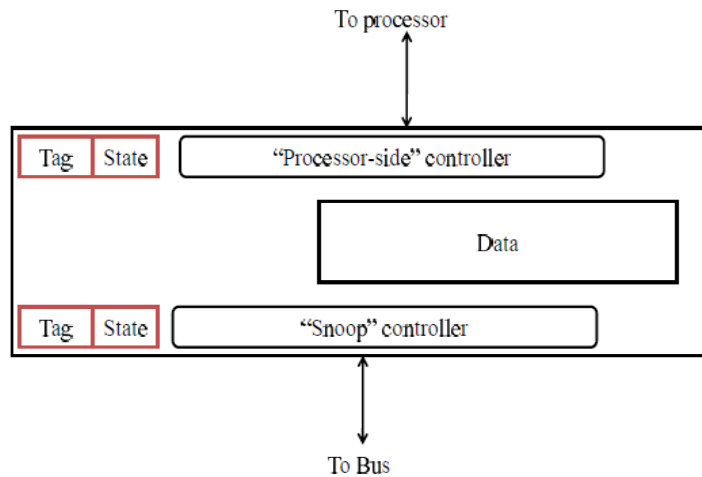 To processor
Tag State “Processor-side” controller
Data
Tag State “Snoop” controller
To Bus